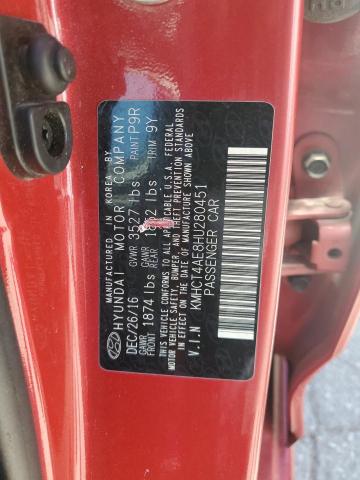 MANUFACTURED IN KOREA BY
HYUNDAI MOTOR COMPANY
DEC/26/16 GVWR 3527 lbs PAINT P9R
GAWR FRONT 1874 lbs GAWR REAR lbs TRIM 9Y
THIS VEHICLE CONFORMS TO ALL APPLICABLE U.S.A. FEDERAL
MOTOR VEHICLE SAFETY, BUMPER, AND THEFT PREVENTION STANDARDS
IN EFFECT ON THE DATE OF MANUFACTURE SHOWN ABOVE.
V.I.N KMHCT4AE8HU280451
PASSENGER CAR